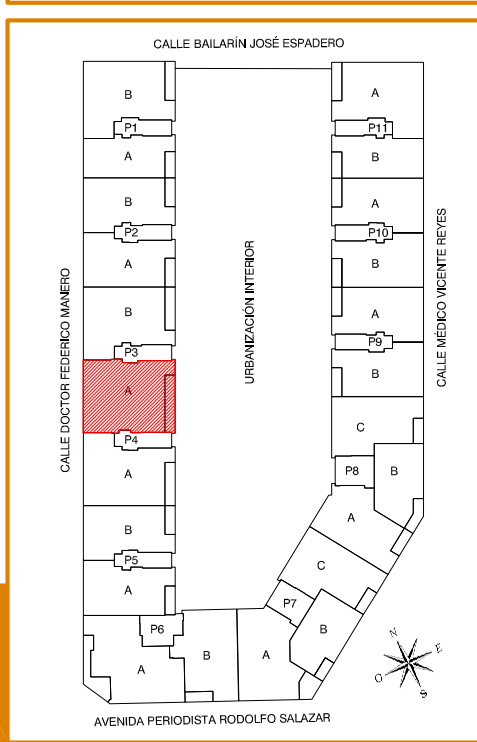 CALLE BAILARÍN JOSÉ ESPADERO
B
A
P1
P11
A
B
B
A
P2
P10
A
B
CALLE DOCTOR FEDERICO MANERO
URBANIZACIÓN INTERIOR
CALLE MÉDICO VICENTE REYES
B
A
P3
P9
A
B
P4
C
A
P8
B
B
A
P5
C
A
P7
P6
B
A
B
A
N
E
O
S
AVENIDA PERIODISTA RODOLFO SALAZAR